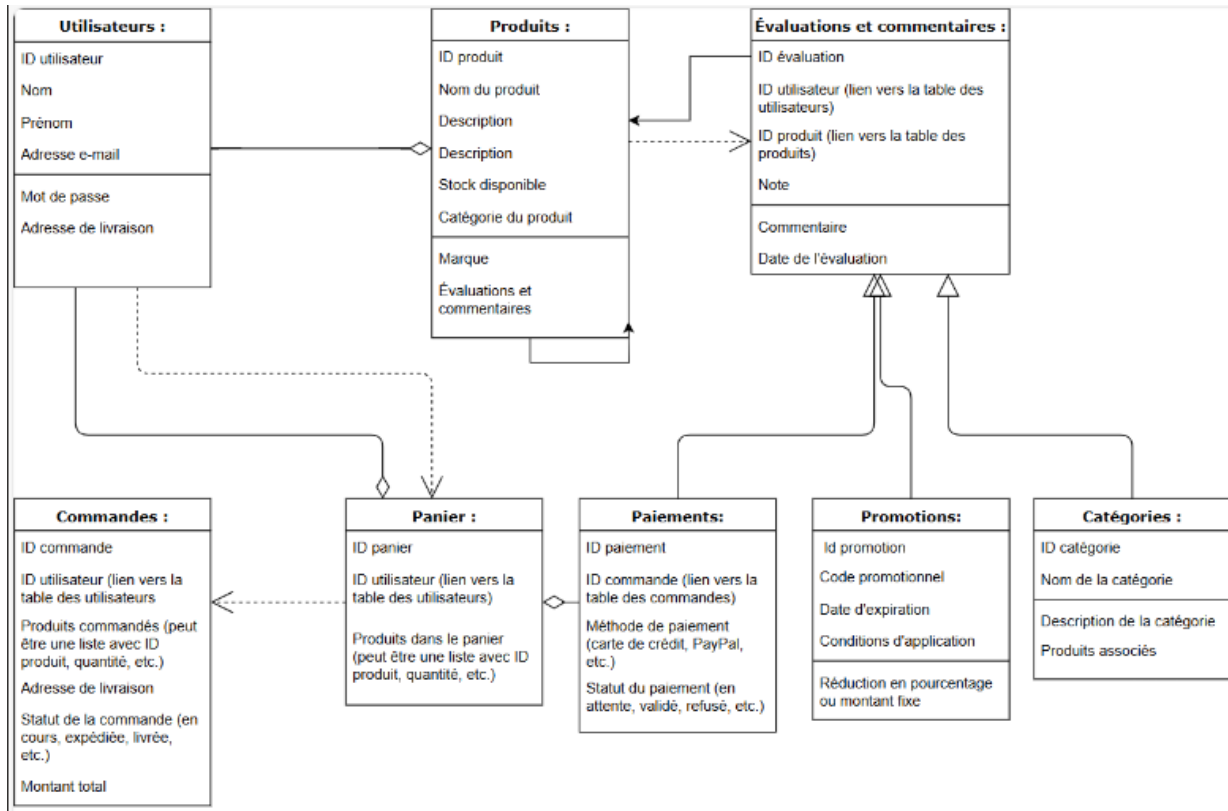 Utilisateurs :
ID utilisateur
Nom
Prénom
Adresse e-mail
Mot de passe
Adresse de livraison
Produits :
ID produit
Nom du produit
Description
Description
Stock disponible
Catégorie du produit
Marque
Évaluations et
commentaires
Évaluations et commentaires :
ID évaluation
ID utilisateur (lien vers la table des
utilisateurs)
ID produit (lien vers la table des
produits)
Note
Commentaire
Date de l'évaluation
Commandes :
ID commande
ID utilisateur (lien vers la
table des utilisateurs
Produits commandés (peut
être une liste avec ID
produit, quantité, etc.)
Adresse de livraison
Statut de la commande (en
cours, expédiée, livrée,
etc.)
Montant total
Panier :
ID panier
ID utilisateur (lien vers la
table des utilisateurs)
Produits dans le panier
(peut être une liste avec ID
produit, quantité, etc.)
Paiements:
ID paiement
ID commande (lien vers la
table des commandes)
Méthode de paiement
(carte de crédit, PayPal,
etc.)
Statut du paiement (en
attente, validé, refusé, etc.)
Promotions:
Id promotion
Code promotionnel
Date d'expiration
Conditions d'application
Réduction en pourcentage
ou montant fixe
Catégories :
ID catégorie
Nom de la catégorie
Description de la catégorie
Produits associés